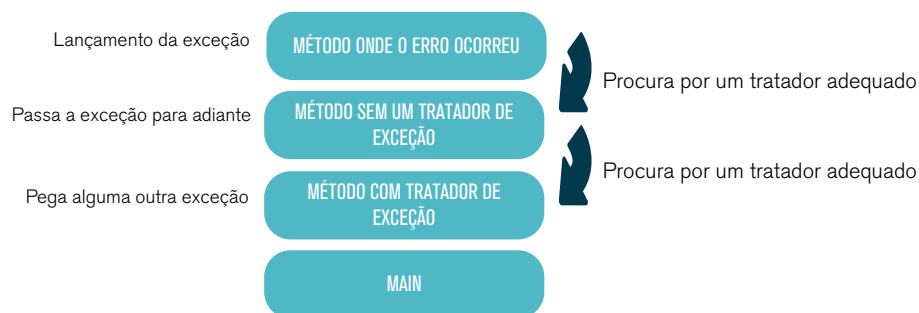 Lançamento da exceção
MÉTODO ONDE O ERRO OCORREU
Procura por um tratador adequado
Passa a exceção para adiante
MÉTODO SEM UM TRATADOR DE
EXCEÇÃO
Procura por um tratador adequado
Pega alguma outra exceção
MÉTODO COM TRATADOR DE
EXCEÇÃO
MAIN